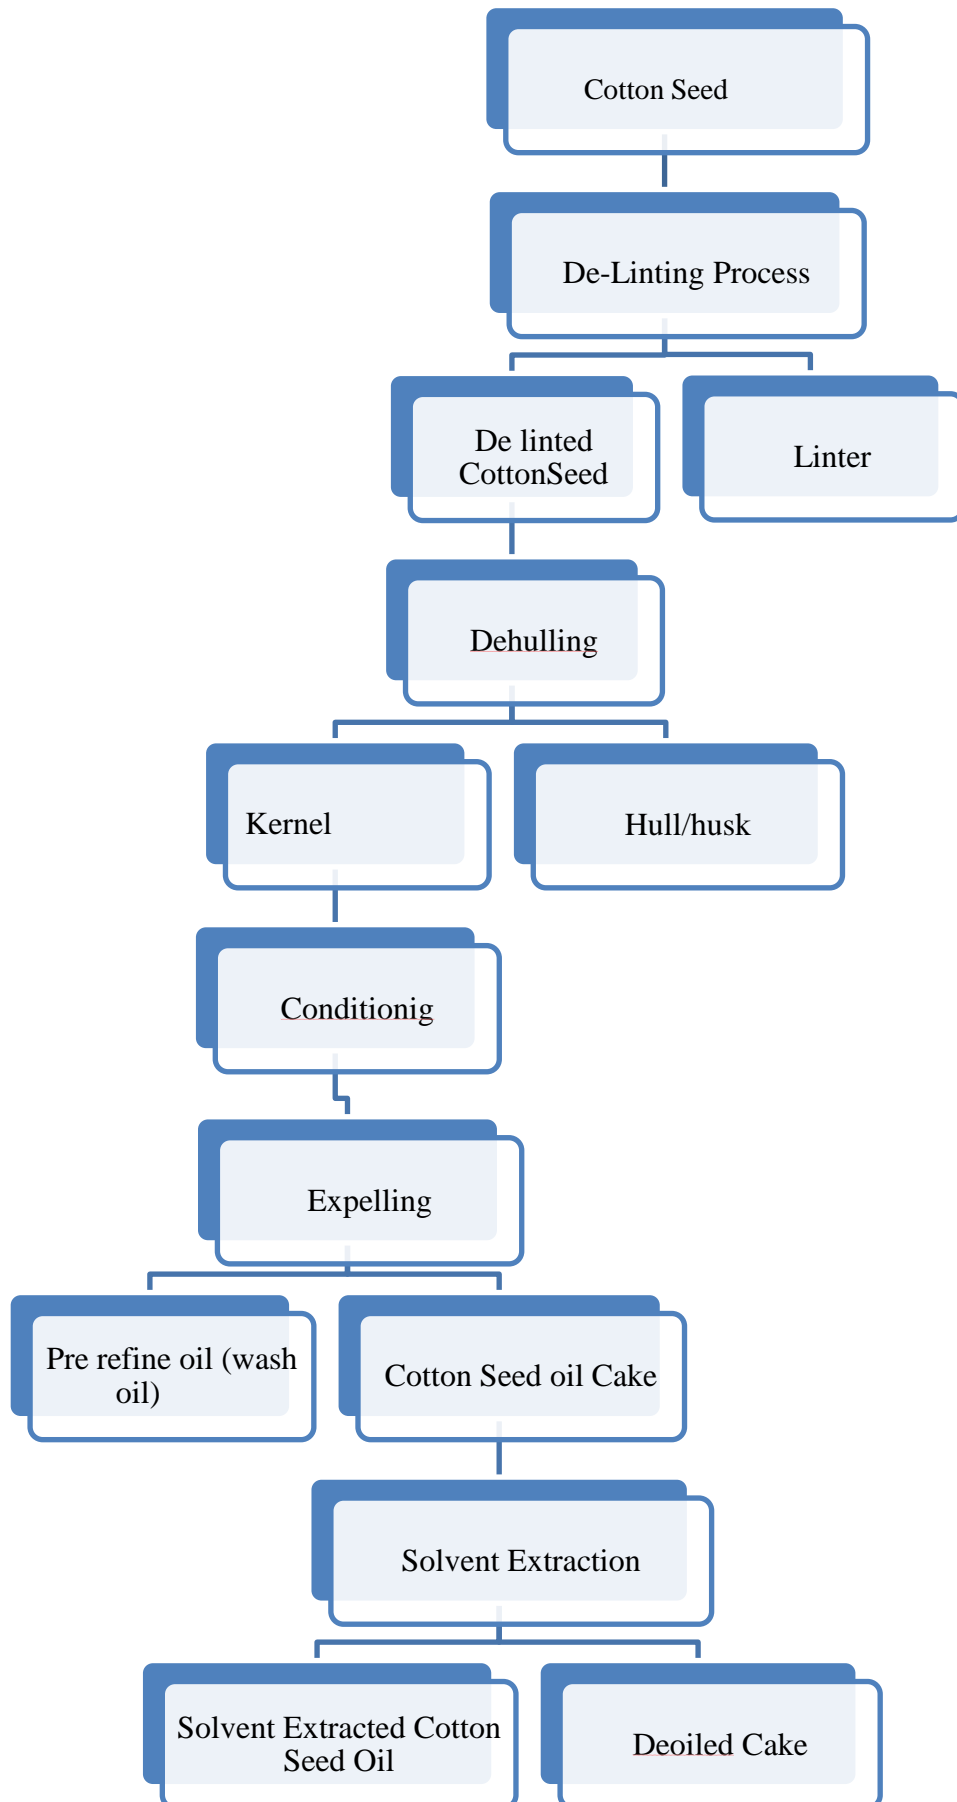 Cotton Seed
De-Linting Process
De linted
CottonSeed
Linter
Dehulling
Kernel
Hull/husk
Conditionig
Expelling
Pre refine oil (wash
oil)
Cotton Seed oil Cake
Solvent Extraction
Solvent Extracted Cotton
Seed Oil
Deoiled Cake